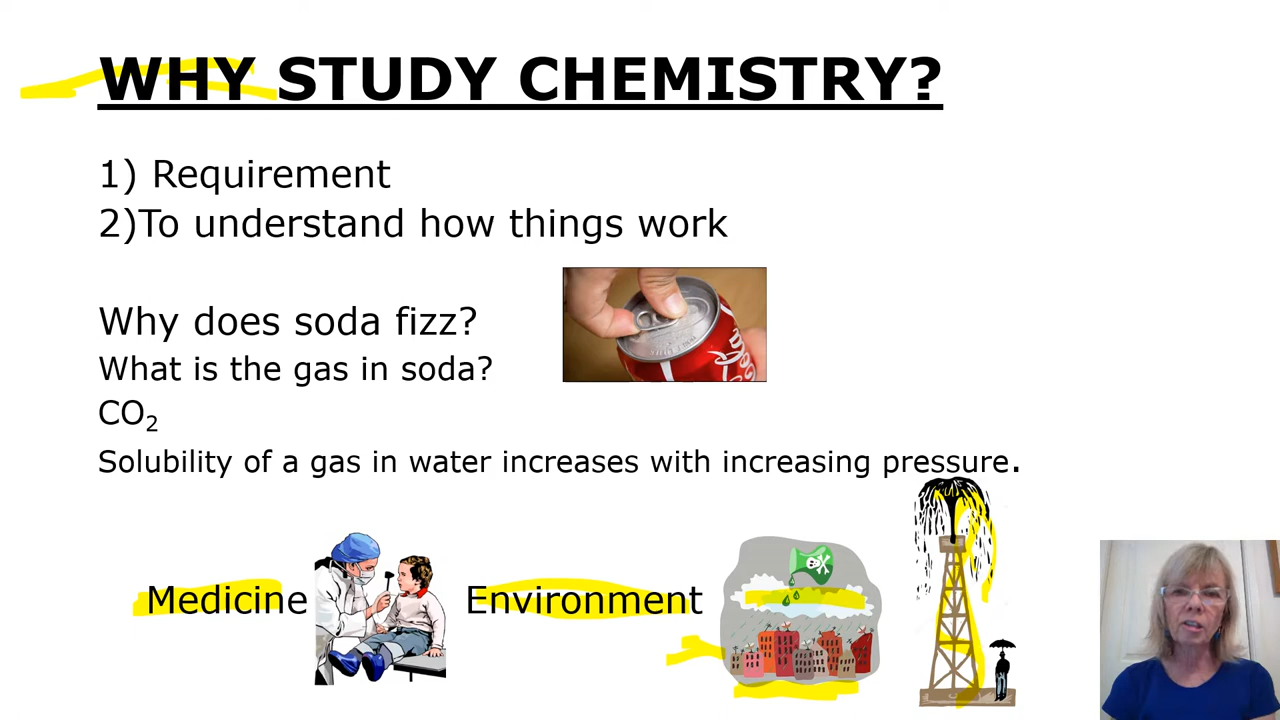 WHY STUDY CHEMISTRY?
1) Requirement
2)To understand how things work
Why does soda fizz?
What is the gas in soda?
CO₂
Solubility of a gas in water increases with increasing pressure.
Medicine
Environment